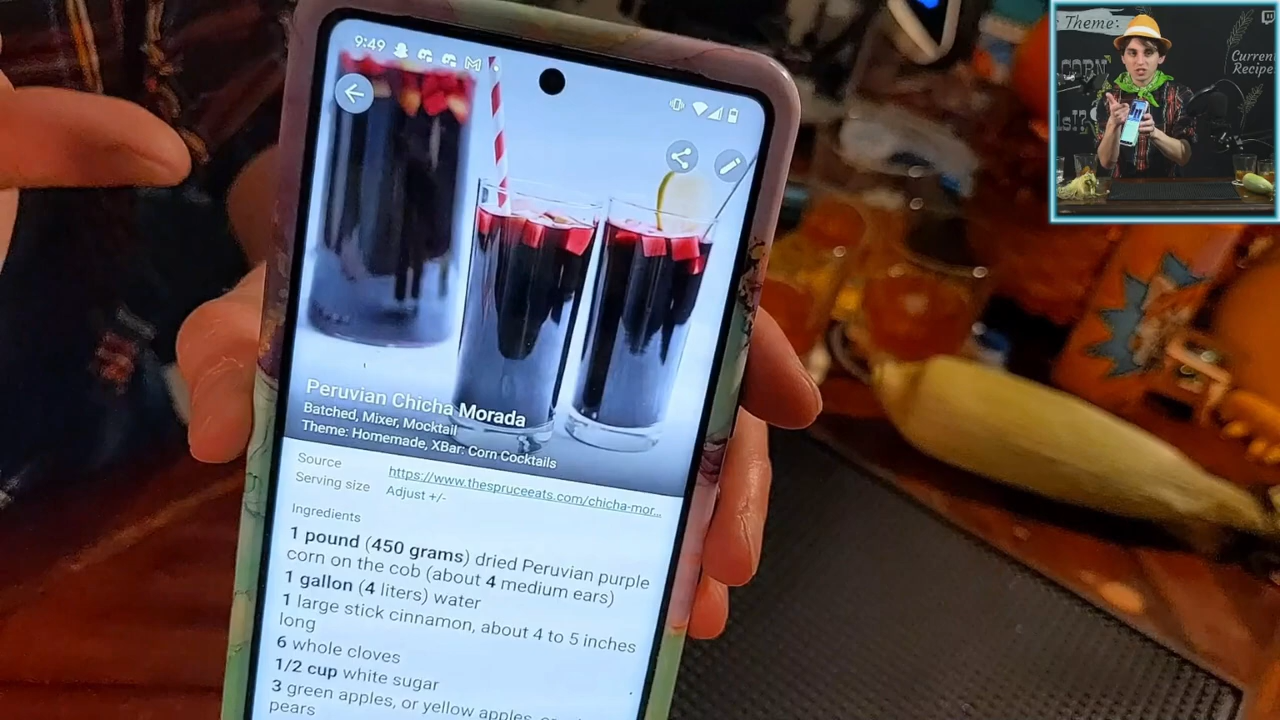 9:49
Peruvian Chicha Morada
Batched, Mixer, Mocktail
Theme: Homemade, XBar: Corn Cocktails
Source https://www.thespruceeats.com/chicha-mor...
Serving size Adjust +/-
Ingredients
1 pound (450 grams) dried Peruvian purple
corn on the cob (about 4 medium ears)
1 gallon (4 liters) water
1 large stick cinnamon, about 4 to 5 inches
long
6 whole cloves
1/2 cup white sugar
3 green apples, or yellow apples,
pears
Theme:
Current
Recipe
CORN